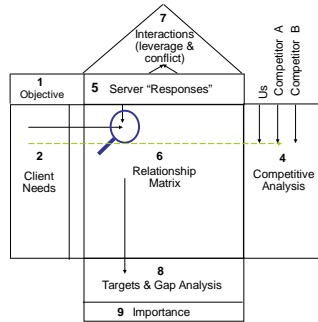 7
Interactions
(leverage &
conflict)
Us
Competitor A
Competitor B
1
Objective
5 Server "Responses"
2
Client
Needs
6
Relationship
Matrix
4
Competitive
Analysis
8
Targets & Gap Analysis
9 Importance